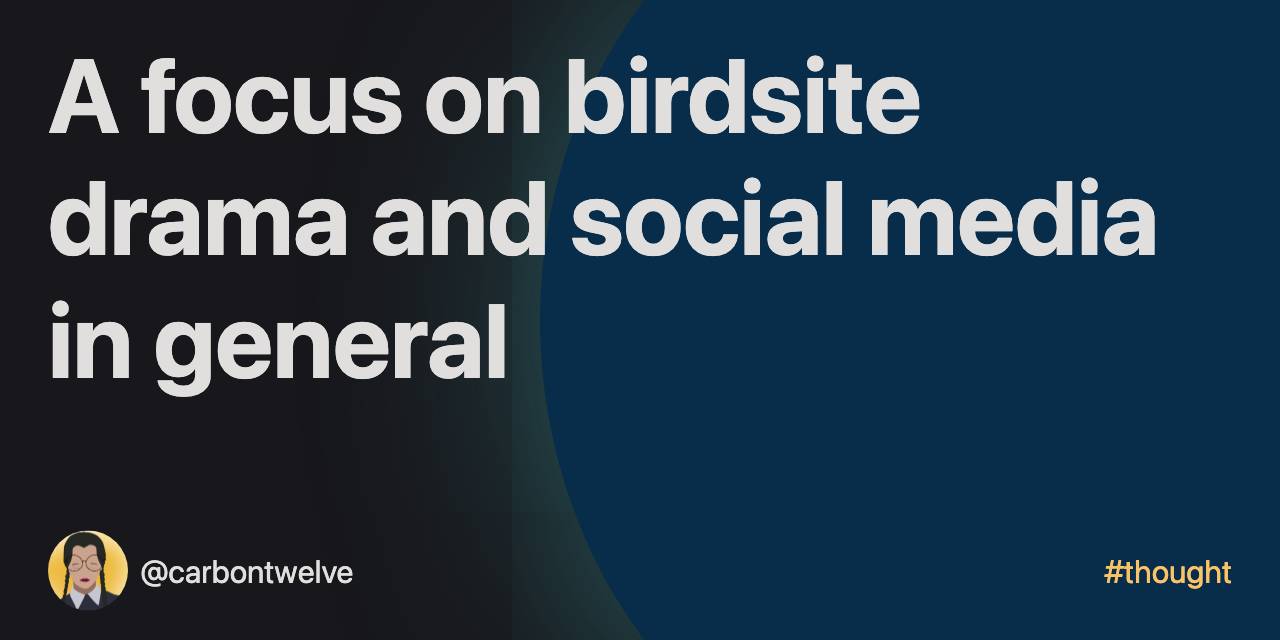 A focus on birdsite
drama and social media
in general
@carbontwelve
#thought